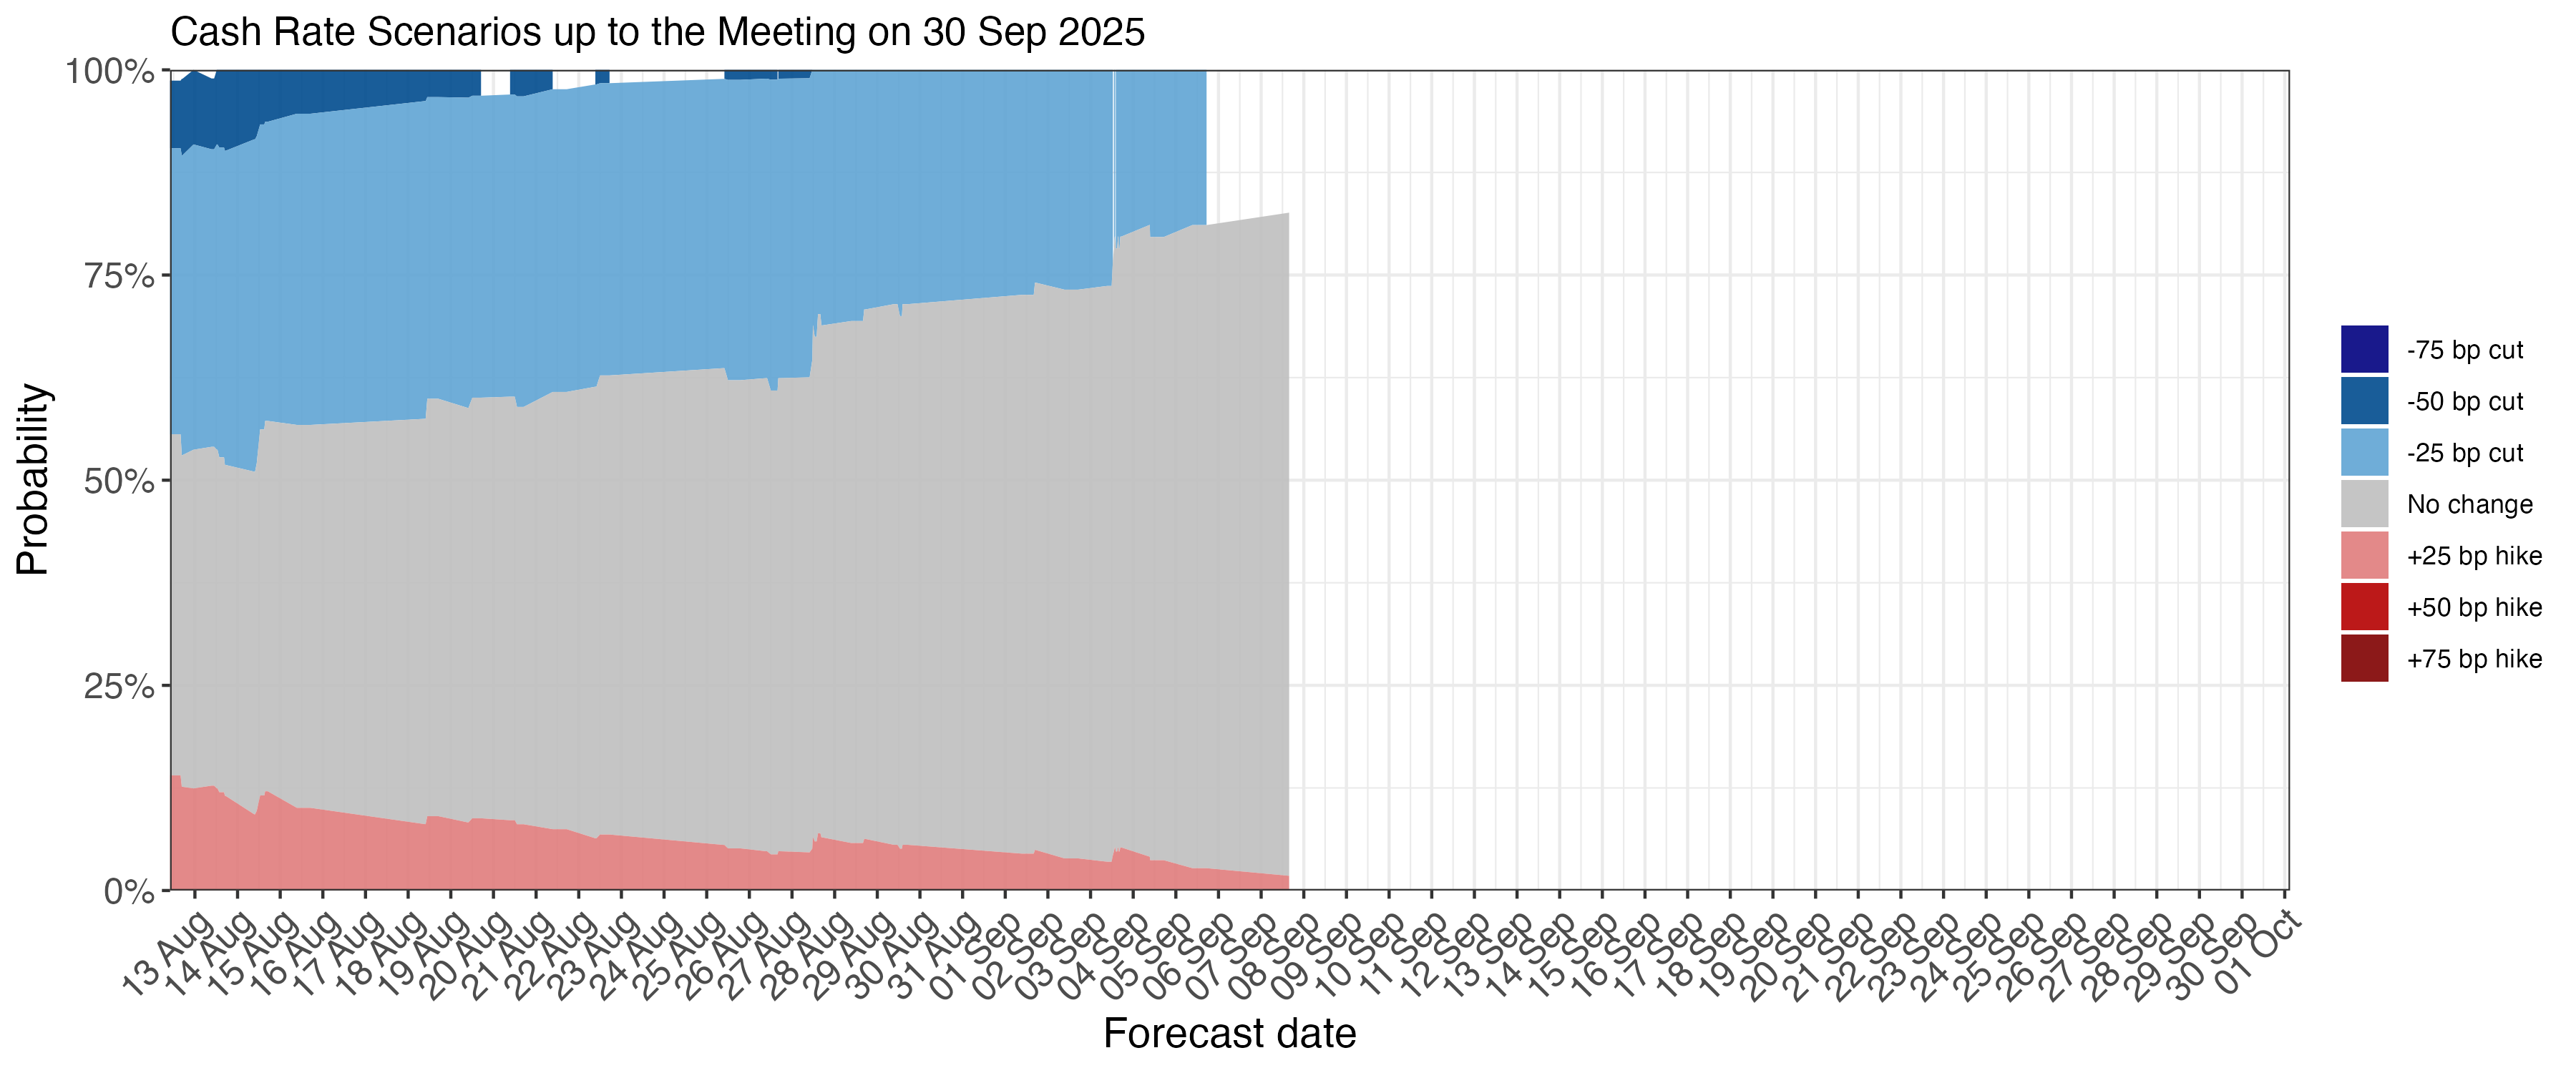 Cash Rate Scenarios up to the Meeting on 30 Sep 2025
100%
75%
50%
25%
0%
Probability
13 Aug
14 Aug
15 Aug
16 Aug
17 Aug
18 Aug
19 Aug
20 Aug
21 Aug
22 Aug
23 Aug
24 Aug
25 Aug
26 Aug
27 Aug
28 Aug
29 Aug
30 Aug
31 Aug
01 Sep
02 Sep
03 Sep
04 Sep
05 Sep
06 Sep
07 Sep
08 Sep
09 Sep
10 Sep
11 Sep
12 Sep
13 Sep
14 Sep
15 Sep
16 Sep
17 Sep
18 Sep
19 Sep
20 Sep
21 Sep
22 Sep
23 Sep
24 Sep
25 Sep
26 Sep
27 Sep
28 Sep
29 Sep
30 Sep
01 Oct
Forecast date
-75 bp cut
-50 bp cut
-25 bp cut
No change
+25 bp hike
+50 bp hike
+75 bp hike